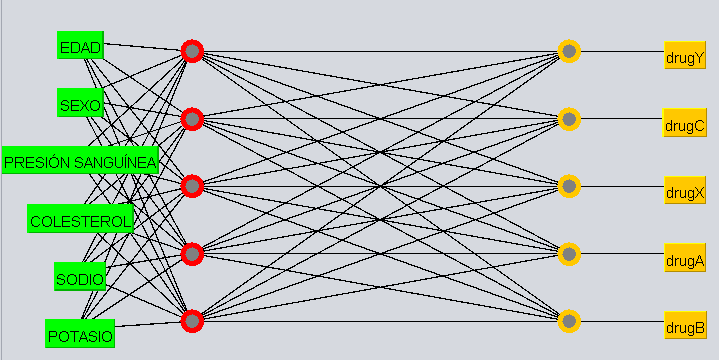 EDAD
SEXO
PRESIÓN SANGUÍNEA
COLESTEROL
SODIO
POTASIO
drugY
drugC
drugX
drugA
drugB